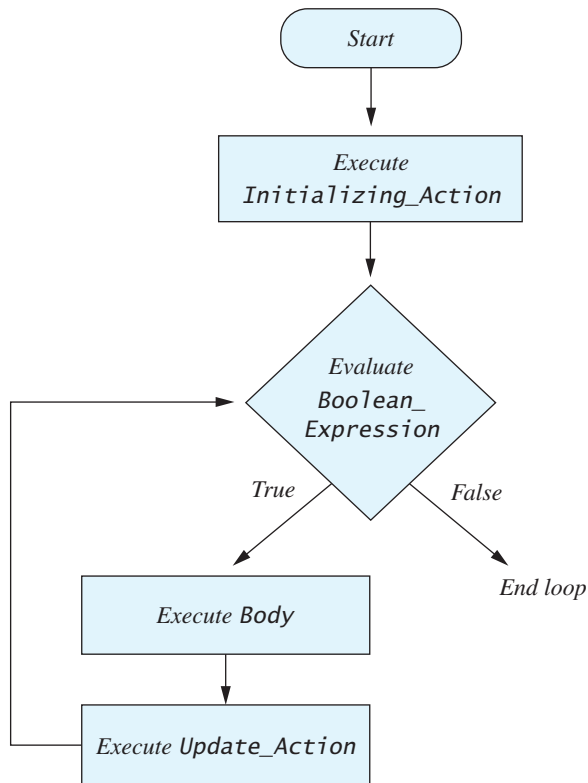 Start
Execute
Initializing_Action
Evaluate
Boolean_
Expression
True
False
End loop
Execute Body
Execute Update_Action